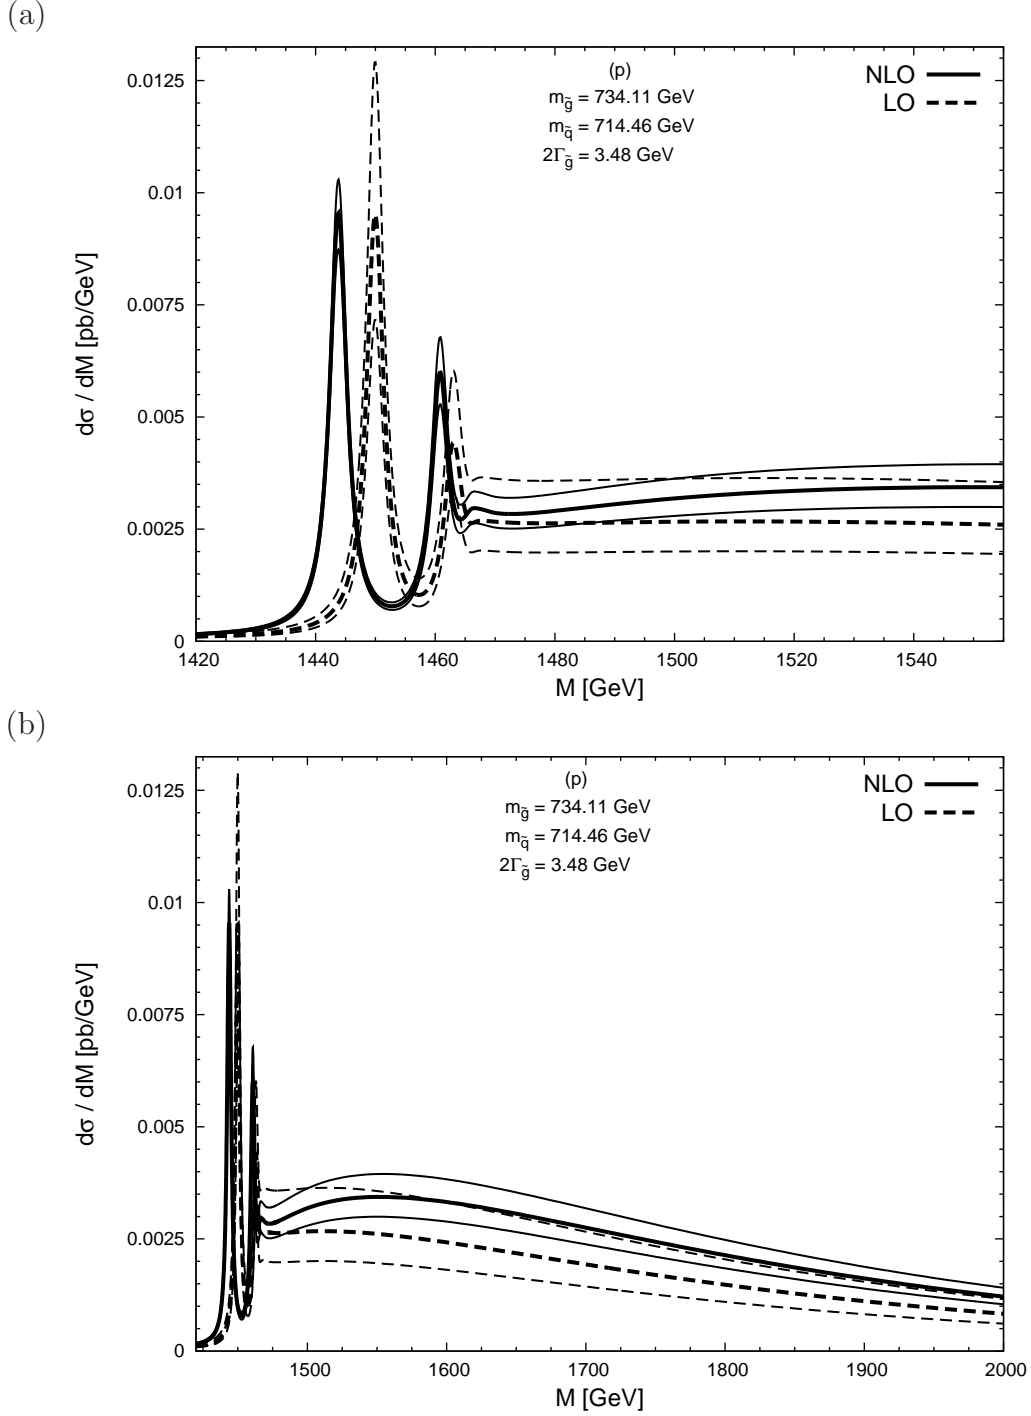 (a)
0.0125
0.01
0.0075
0.005
0.0025
0
dσ / dM [pb/GeV]
(p)
m_g̃ = 734.11 GeV
m_q̃ = 714.46 GeV
2Γ_g̃ = 3.48 GeV
NLO
LO
1420 1440 1460 1480 1500 1520 1540
M [GeV]
(b)
0.0125
0.01
0.0075
0.005
0.0025
0
dσ / dM [pb/GeV]
(p)
m_g̃ = 734.11 GeV
m_q̃ = 714.46 GeV
2Γ_g̃ = 3.48 GeV
NLO
LO
1500 1600 1700 1800 1900 2000
M [GeV]